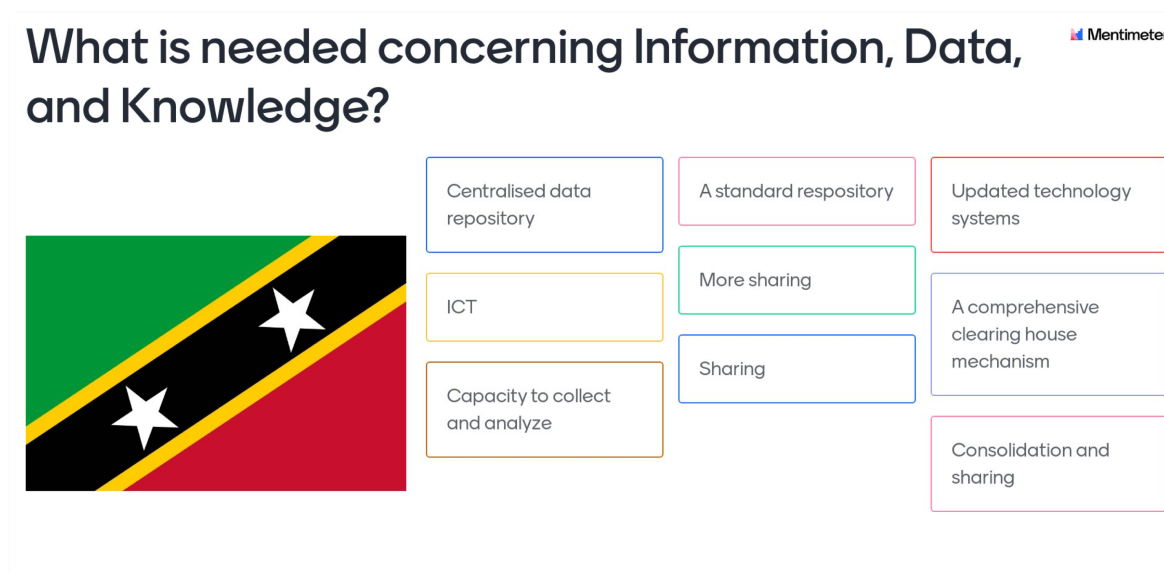 What is needed concerning Information, Data,
and Knowledge?
Mentimeter
Centralised data
repository
ICT
Capacity to collect
and analyze
A standard respository
More sharing
Sharing
Updated technology
systems
A comprehensive
clearing house
mechanism
Consolidation and
sharing